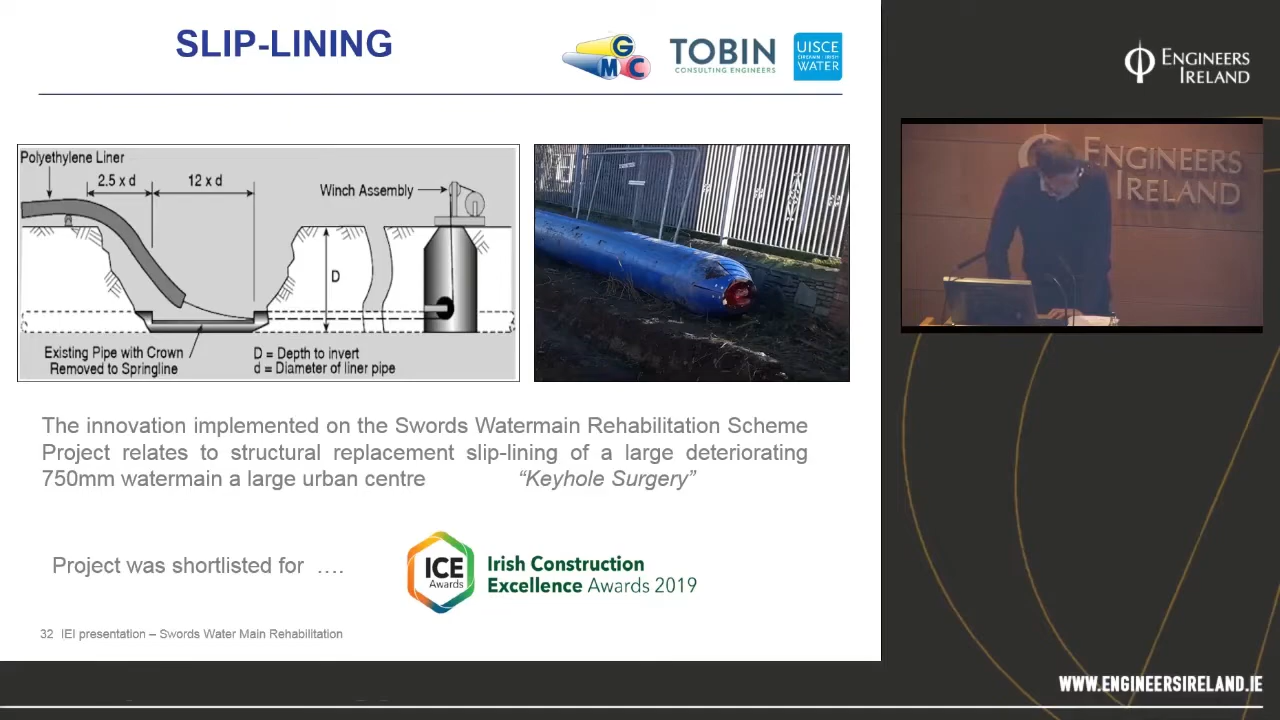 SLIP-LINING
GMC
TOBIN
CONSULTING ENGINEERS
UISCE
ÉIREANN : IRISH
WATER
ENGINEERS
IRELAND
Polyethylene Liner
2.5 x d
12 x d
Winch Assembly
D
Existing Pipe with Crown
Removed to Springline
D = Depth to invert
d = Diameter of liner pipe
ENGINEERS
IRELAND
The innovation implemented on the Swords Watermain Rehabilitation Scheme
Project relates to structural replacement slip-lining of a large deteriorating
750mm watermain a large urban centre “Keyhole Surgery”
Project was shortlisted for ….
ICE
Awards
Irish Construction
Excellence Awards 2019
32 IEI presentation – Swords Water Main Rehabilitation
WWW.ENGINEERSIRELAND.IE